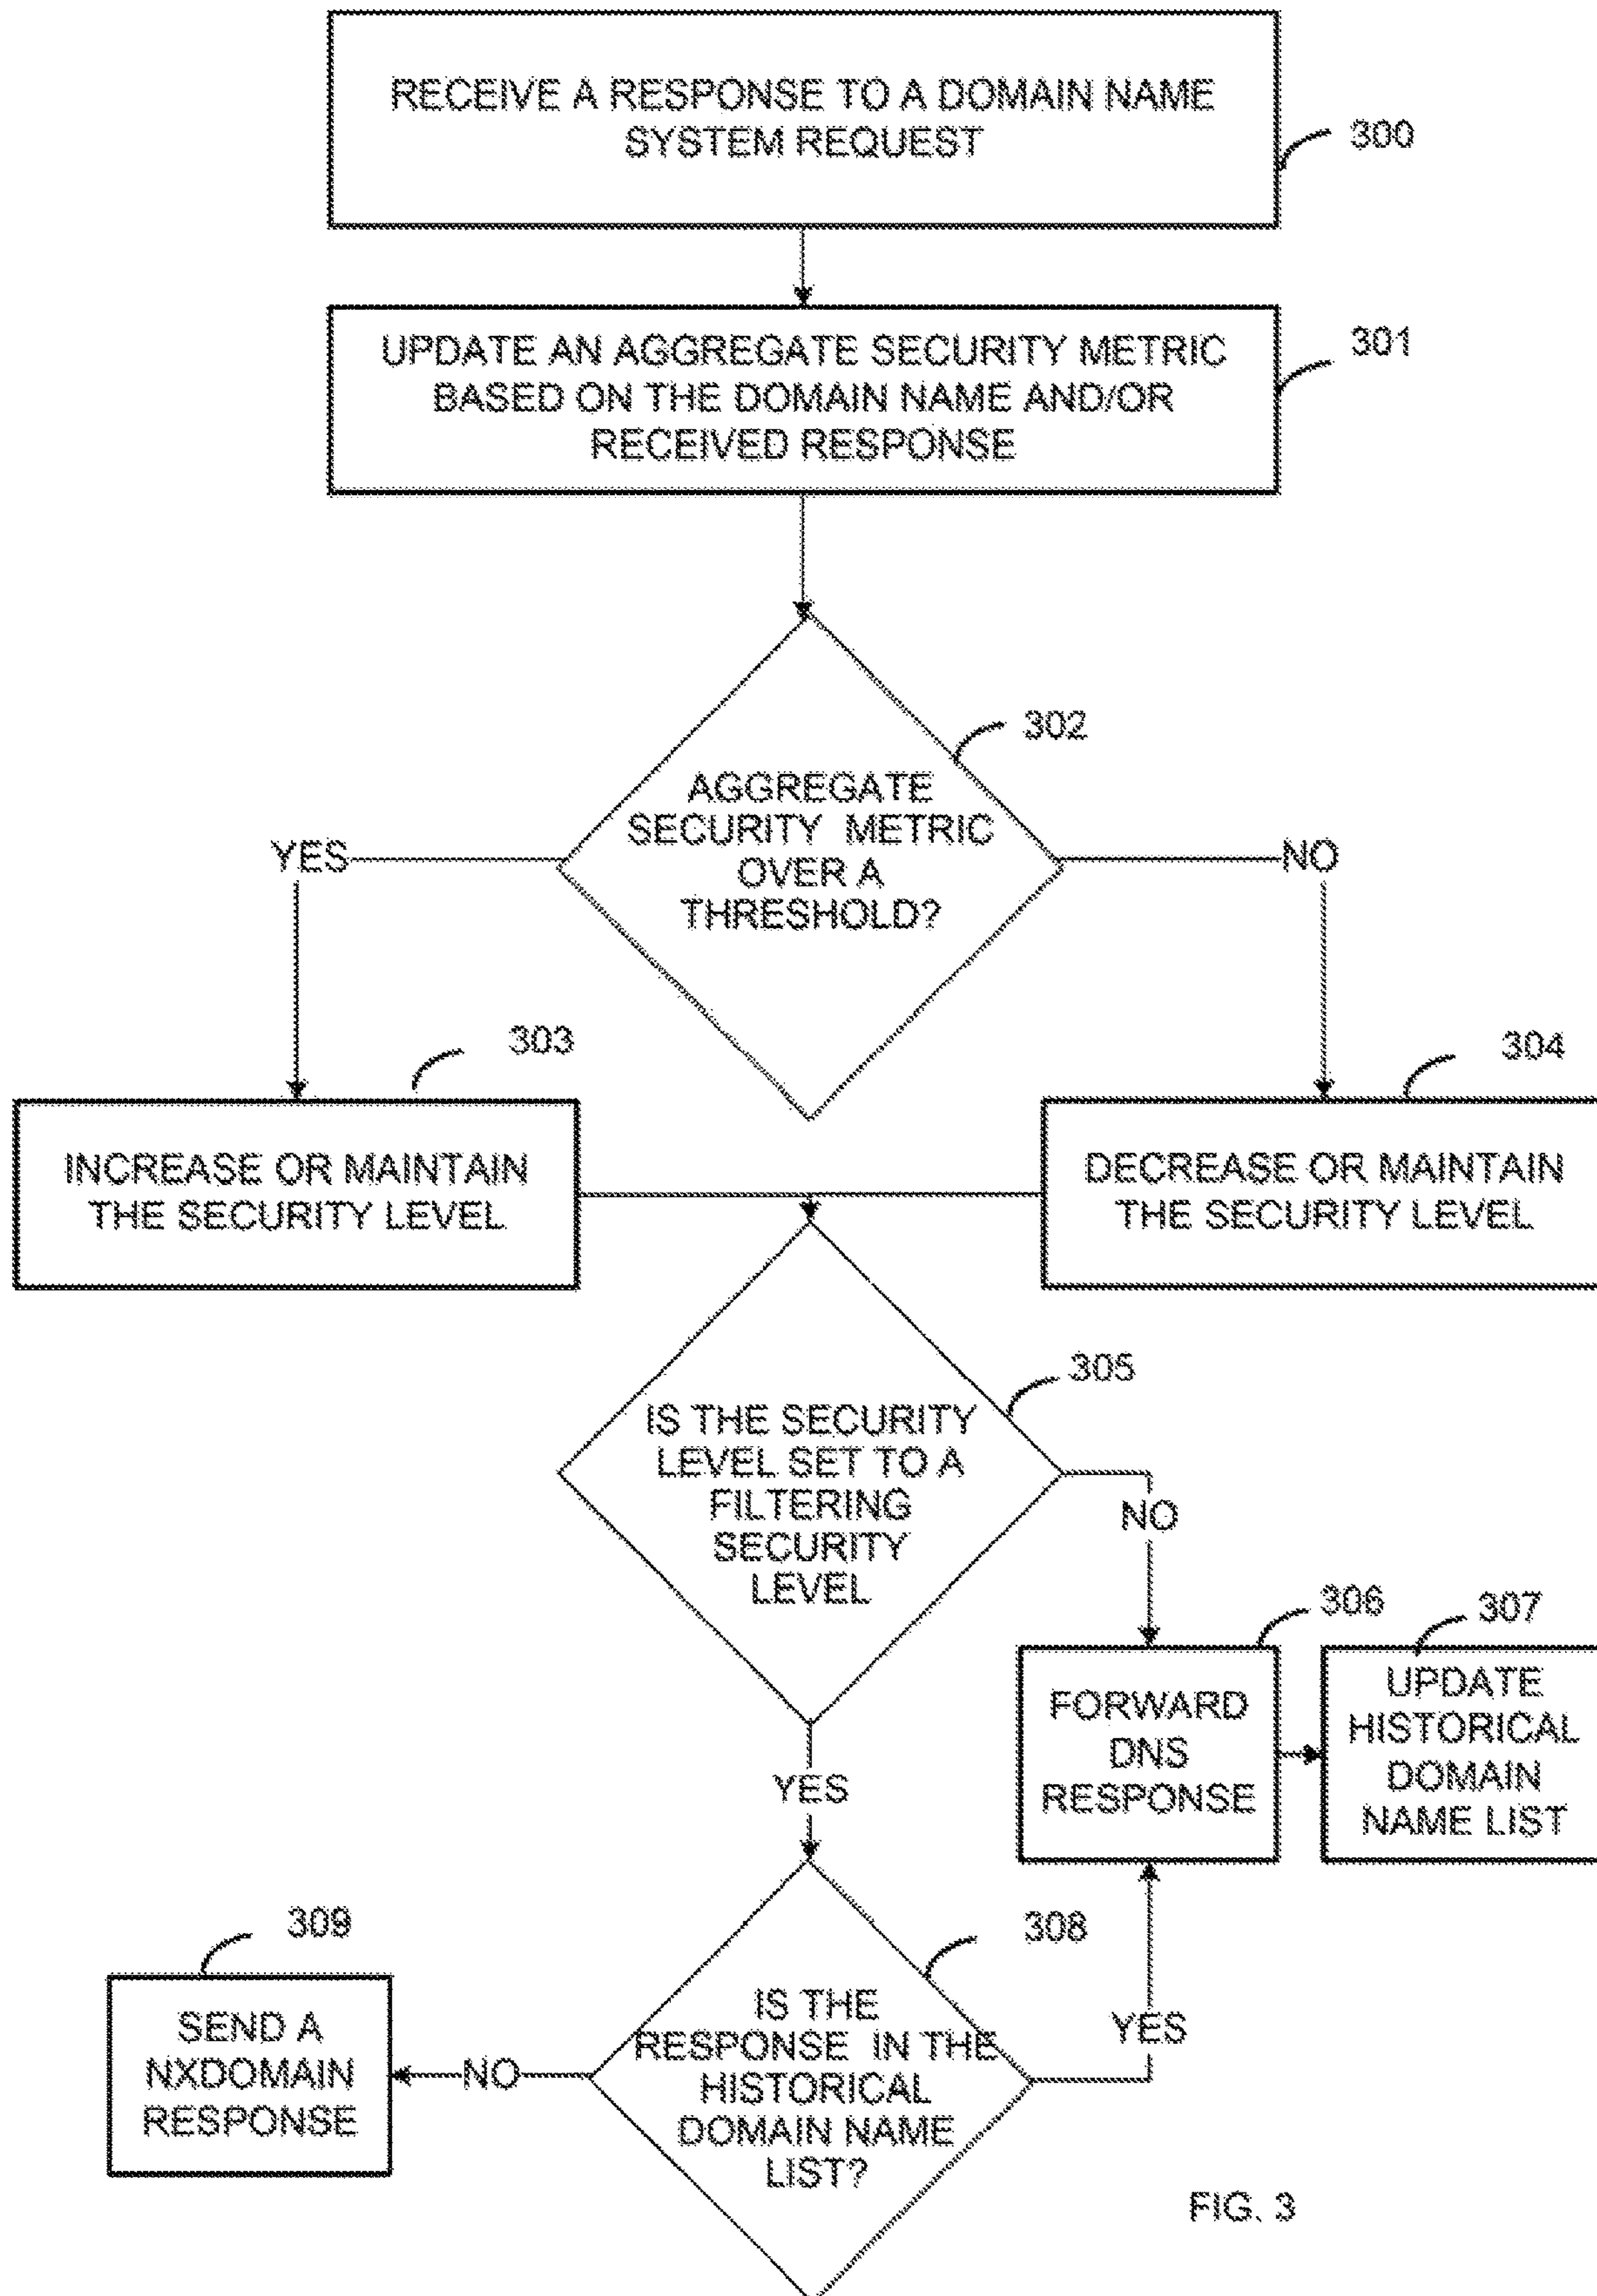 RECEIVE A RESPONSE TO A DOMAIN NAME
SYSTEM REQUEST
300
UPDATE AN AGGREGATE SECURITY METRIC
BASED ON THE DOMAIN NAME AND/OR
RECEIVED RESPONSE
301
302
AGGREGATE
SECURITY METRIC
OVER A
THRESHOLD?
YES
NO
303
304
INCREASE OR MAINTAIN
THE SECURITY LEVEL
DECREASE OR MAINTAIN
THE SECURITY LEVEL
305
IS THE SECURITY
LEVEL SET TO A
FILTERING
SECURITY
LEVEL
NO
YES
306
307
FORWARD
DNS
RESPONSE
UPDATE
HISTORICAL
DOMAIN
NAME LIST
308
309
IS THE
RESPONSE IN THE
HISTORICAL
DOMAIN NAME
LIST?
YES
NO
SEND A
NXDOMAIN
RESPONSE
FIG. 3